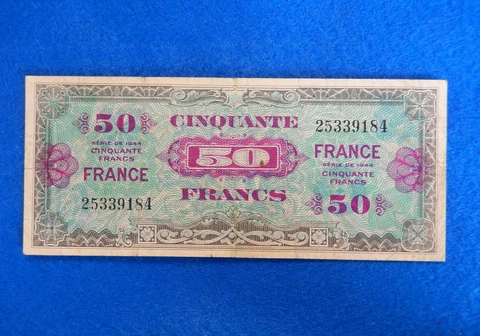 50
SÉRIE DE 1944
CINQUANTE
FRANCS
FRANCE
25339184
CINQUANTE
50
FRANCS
25339184
FRANCE
SÉRIE DE 1944
CINQUANTE
FRANCS
50